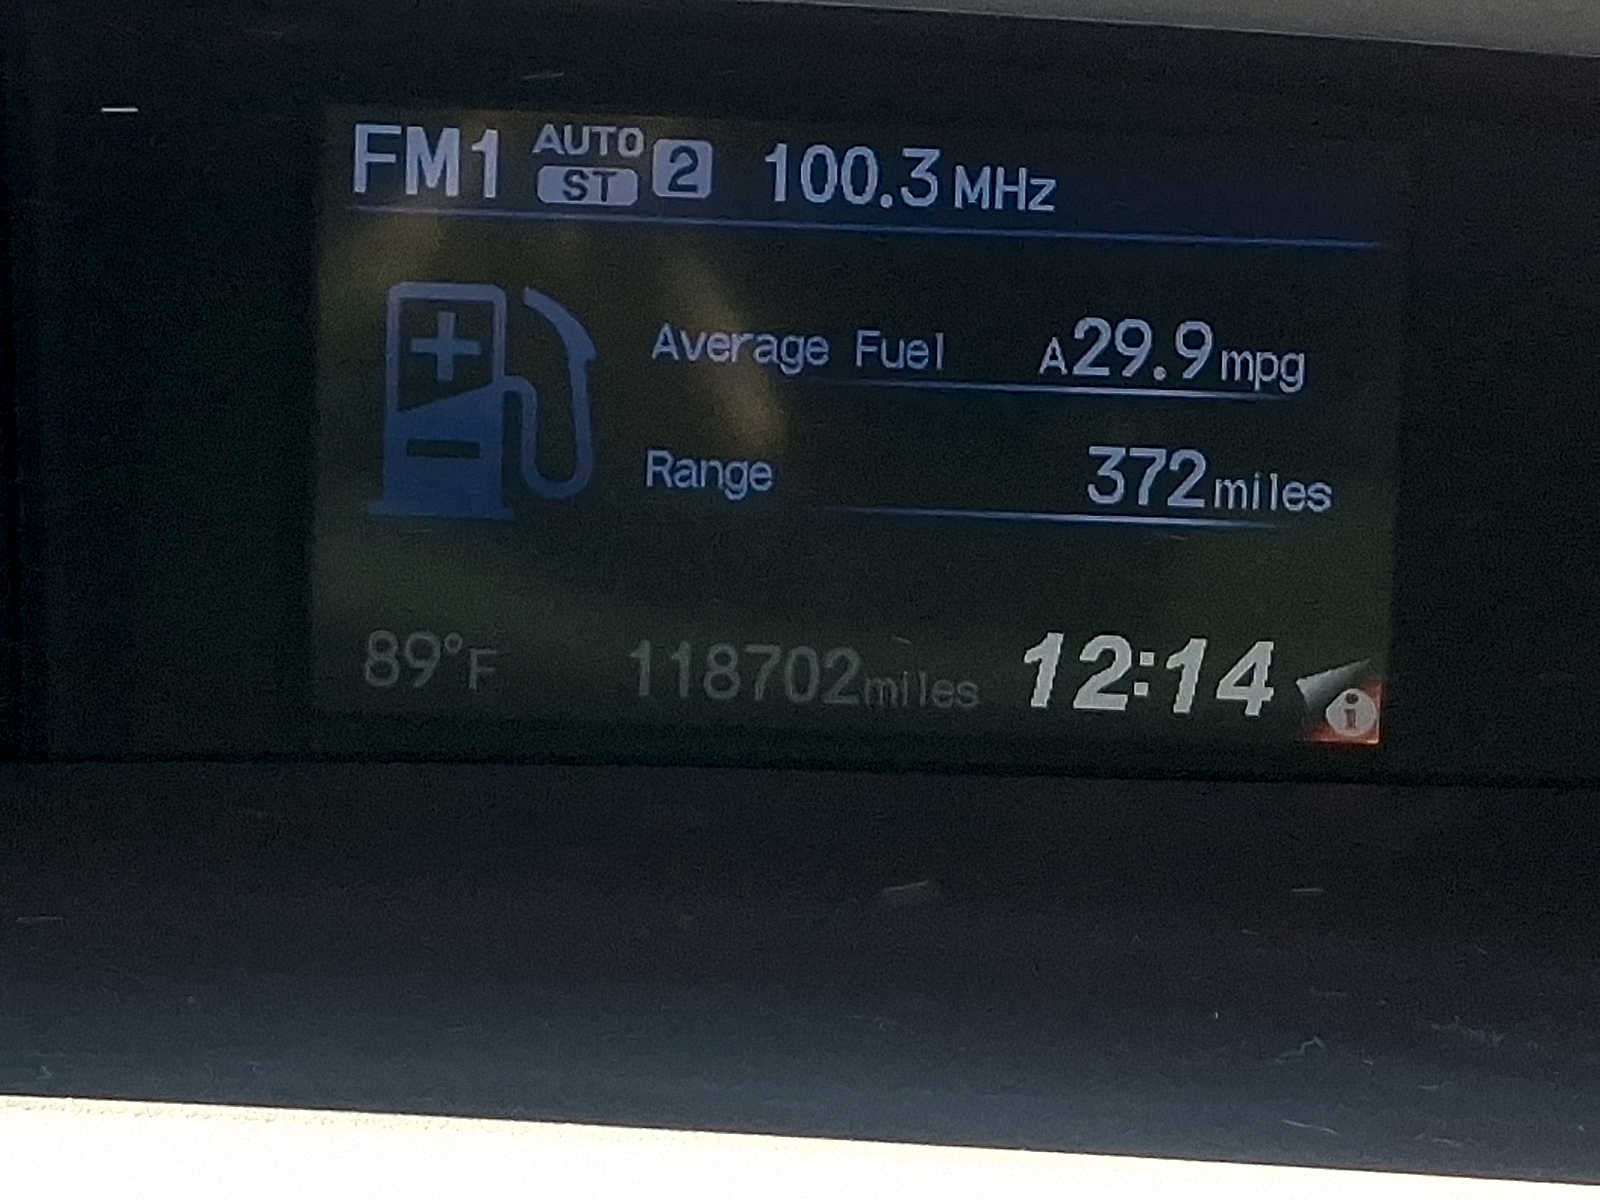 FM1 AUTO ST 2 100.3 MHz
Average Fuel A 29.9 mpg
Range 372 miles
89°F 118702 miles 12:14 i